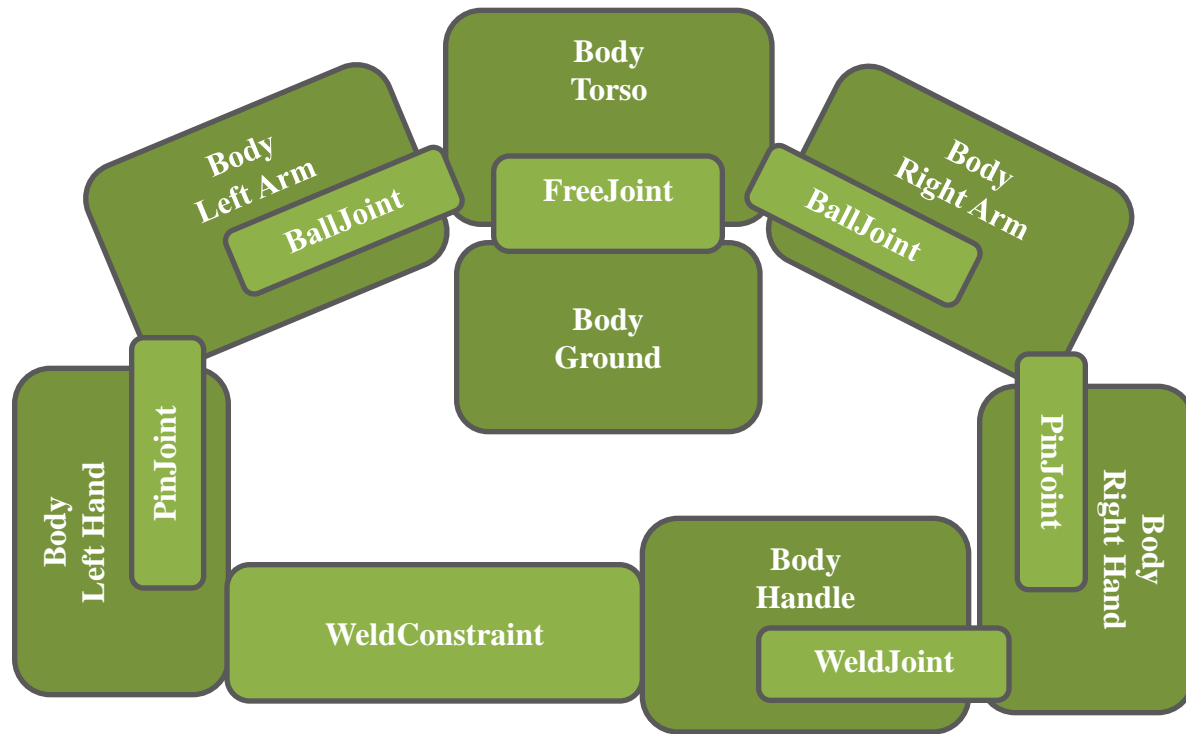 Body
Torso
FreeJoint
Body
Left Arm
BallJoint
Body
Right Arm
BallJoint
Body
Ground
PinJoint
Body
Left Hand
PinJoint
Body
Right Hand
WeldConstraint
Body
Handle
WeldJoint